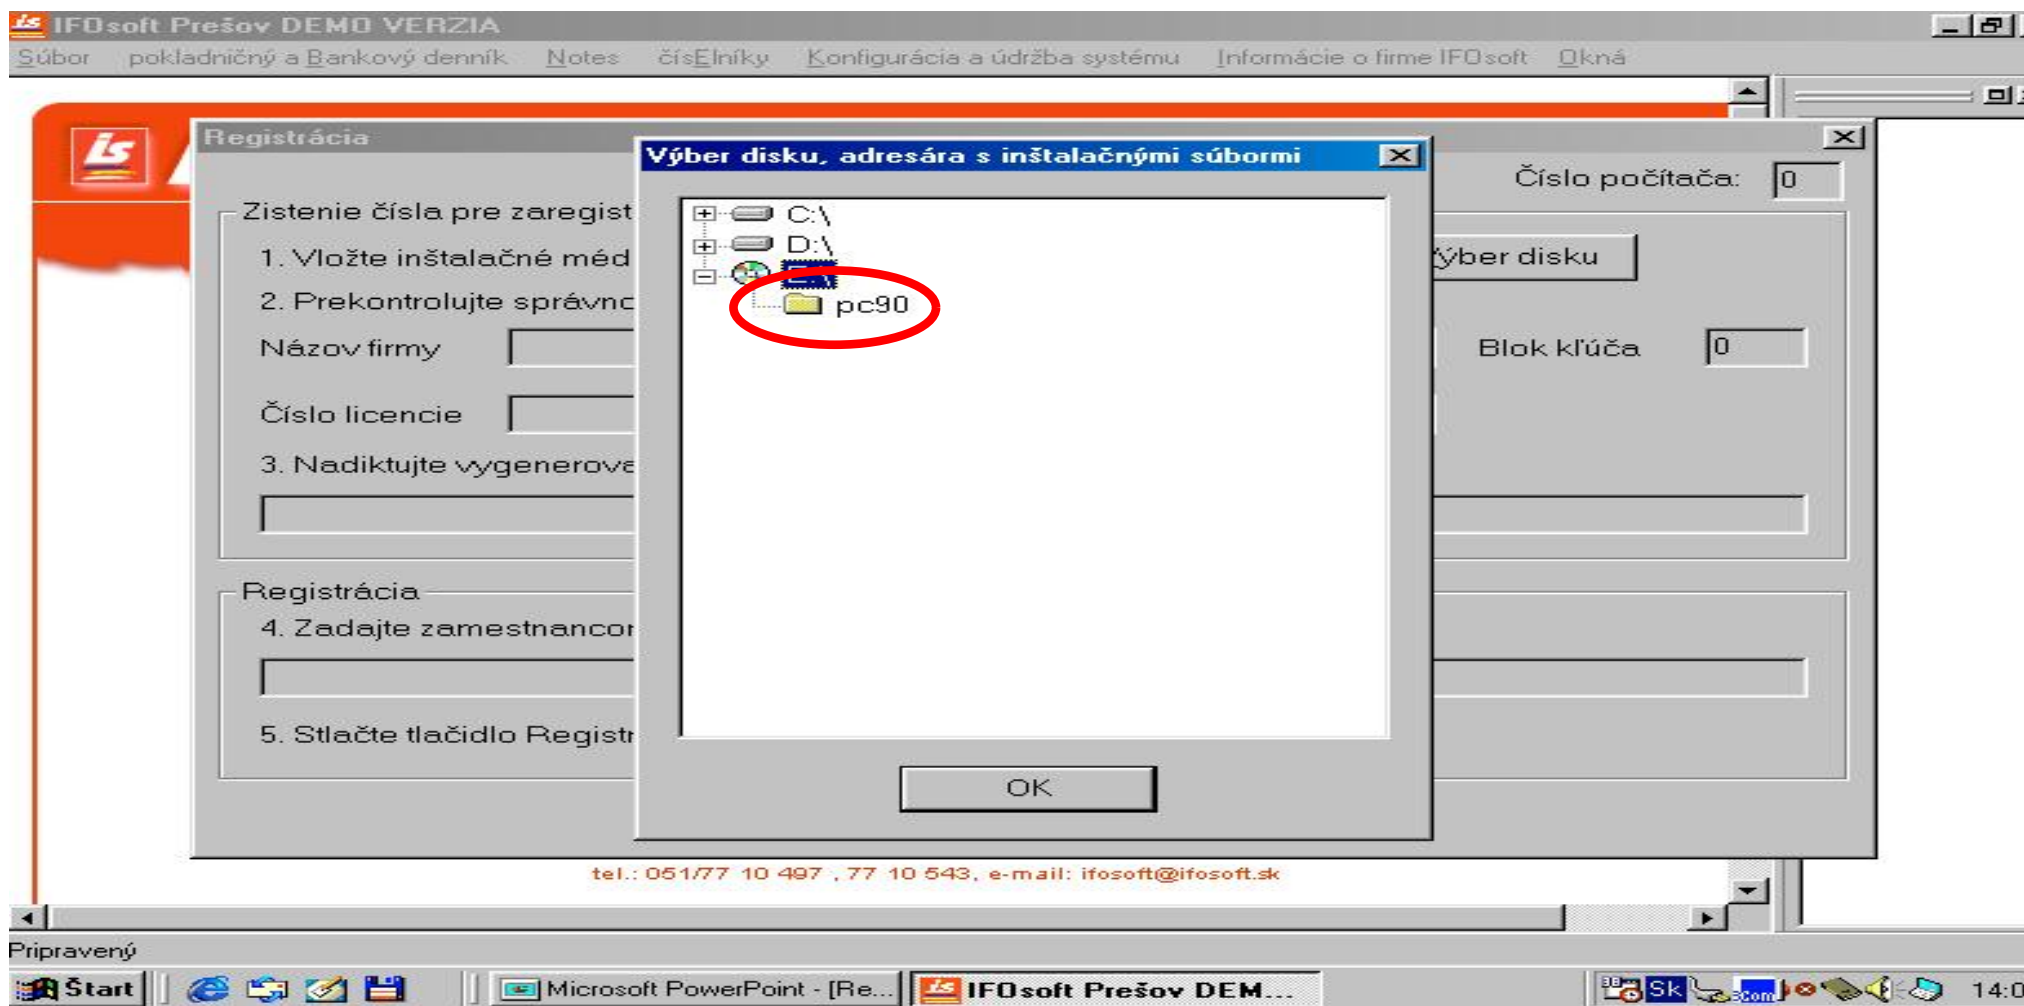 IFOsoft Prešov DEMO VERZIA
Súbor pokladničný a Bankový denník Notes čísElníky Konfigurácia a údržba systému Informácie o firme IFOsoft Okná
Registrácia
Výber disku, adresára s inštalačnými súbormi
Číslo počítača: 0
Zistenie čísla pre zaregist
C:\
D:\
1. Vložte inštalačné méd
ýber disku
2. Prekontrolujte správno
pc90
Názov firmy
Blok kľúča 0
Číslo licencie
3. Nadiktujte vygenerova
Registrácia
4. Zadajte zamestnancor
5. Stlačte tlačidlo Registr
OK
tel.: 051/77 10 497 , 77 10 543, e-mail: ifosoft@ifosoft.sk
Pripravený
Štart Microsoft PowerPoint - [Re... IFOsoft Prešov DEM... Sk 3Com 14:0